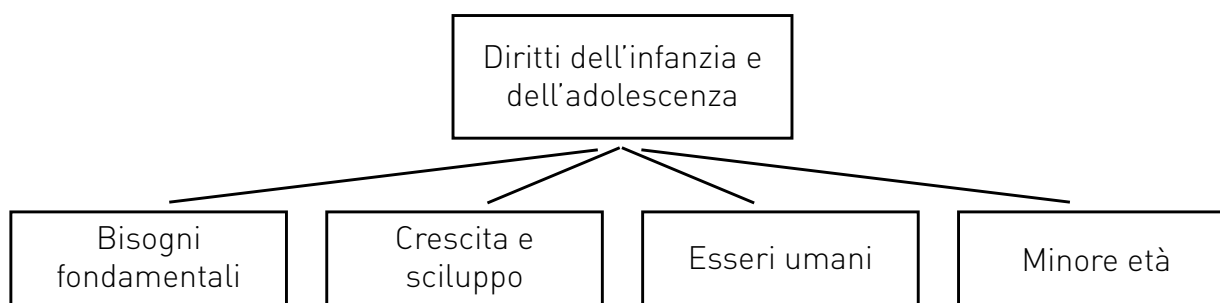 Diritti dell’infanzia e
dell’adolescenza
Bisogni
fondamentali
Crescita e
sciluppo
Esseri umani
Minore età